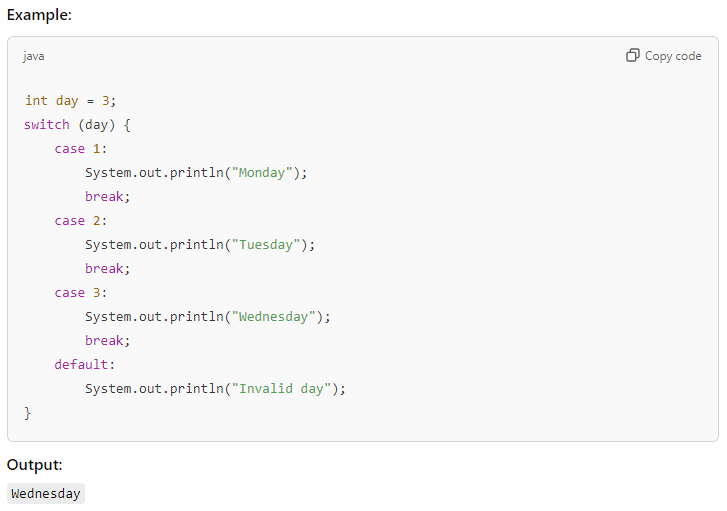 Example:
java
Copy code
int day = 3;
switch (day) {
    case 1:
        System.out.println("Monday");
        break;
    case 2:
        System.out.println("Tuesday");
        break;
    case 3:
        System.out.println("Wednesday");
        break;
    default:
        System.out.println("Invalid day");
}
Output:
Wednesday